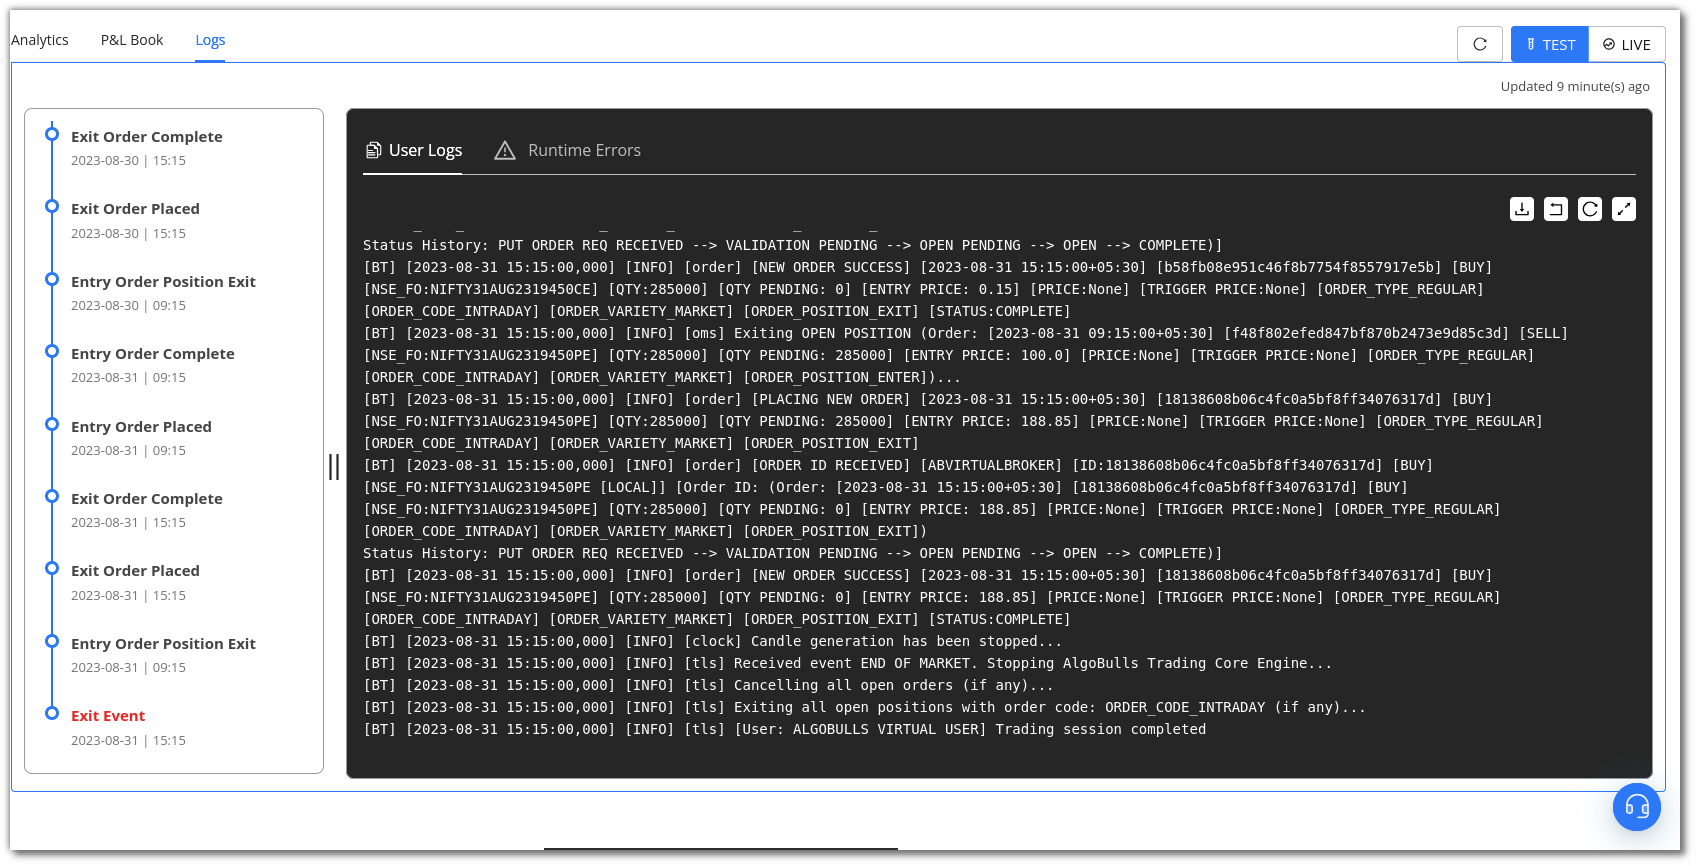 Analytics P&L Book Logs TEST LIVE
Updated 9 minute(s) ago
Exit Order Complete
2023-08-30 | 15:15
Exit Order Placed
2023-08-30 | 15:15
Entry Order Position Exit
2023-08-30 | 09:15
Entry Order Complete
2023-08-31 | 09:15
Entry Order Placed
2023-08-31 | 09:15
Exit Order Complete
2023-08-31 | 15:15
Exit Order Placed
2023-08-31 | 15:15
Entry Order Position Exit
2023-08-31 | 09:15
Exit Event
2023-08-31 | 15:15
User Logs Runtime Errors
Status History: PUT ORDER REQ RECEIVED --> VALIDATION PENDING --> OPEN PENDING --> OPEN --> COMPLETE)]
[BT] [2023-08-31 15:15:00,000] [INFO] [order] [NEW ORDER SUCCESS] [2023-08-31 15:15:00+05:30] [b58fb08e951c46f8b7754f8557917e5b] [BUY]
[NSE_FO:NIFTY31AUG2319450CE] [QTY:285000] [QTY PENDING: 0] [ENTRY PRICE: 0.15] [PRICE:None] [TRIGGER PRICE:None] [ORDER_TYPE_REGULAR]
[ORDER_CODE_INTRADAY] [ORDER_VARIETY_MARKET] [ORDER_POSITION_EXIT] [STATUS:COMPLETE]
[BT] [2023-08-31 15:15:00,000] [INFO] [oms] Exiting OPEN POSITION (Order: [2023-08-31 09:15:00+05:30] [f48f802efed847bf870b2473e9d85c3d] [SELL]
[NSE_FO:NIFTY31AUG2319450PE] [QTY:285000] [QTY PENDING: 285000] [ENTRY PRICE: 100.0] [PRICE:None] [TRIGGER PRICE:None] [ORDER_TYPE_REGULAR]
[ORDER_CODE_INTRADAY] [ORDER_VARIETY_MARKET] [ORDER_POSITION_ENTER])...
[BT] [2023-08-31 15:15:00,000] [INFO] [order] [PLACING NEW ORDER] [2023-08-31 15:15:00+05:30] [18138608b06c4fc0a5bf8ff34076317d] [BUY]
[NSE_FO:NIFTY31AUG2319450PE] [QTY:285000] [QTY PENDING: 285000] [ENTRY PRICE: 188.85] [PRICE:None] [TRIGGER PRICE:None] [ORDER_TYPE_REGULAR]
[ORDER_CODE_INTRADAY] [ORDER_VARIETY_MARKET] [ORDER_POSITION_EXIT]
[BT] [2023-08-31 15:15:00,000] [INFO] [order] [ORDER ID RECEIVED] [ABVIRTUALBROKER] [ID:18138608b06c4fc0a5bf8ff34076317d] [BUY]
[NSE_FO:NIFTY31AUG2319450PE [LOCAL]] [Order ID: (Order: [2023-08-31 15:15:00+05:30] [18138608b06c4fc0a5bf8ff34076317d] [BUY]
[NSE_FO:NIFTY31AUG2319450PE] [QTY:285000] [QTY PENDING: 0] [ENTRY PRICE: 188.85] [PRICE:None] [TRIGGER PRICE:None] [ORDER_TYPE_REGULAR]
[ORDER_CODE_INTRADAY] [ORDER_VARIETY_MARKET] [ORDER_POSITION_EXIT])
Status History: PUT ORDER REQ RECEIVED --> VALIDATION PENDING --> OPEN PENDING --> OPEN --> COMPLETE)]
[BT] [2023-08-31 15:15:00,000] [INFO] [order] [NEW ORDER SUCCESS] [2023-08-31 15:15:00+05:30] [18138608b06c4fc0a5bf8ff34076317d] [BUY]
[NSE_FO:NIFTY31AUG2319450PE] [QTY:285000] [QTY PENDING: 0] [ENTRY PRICE: 188.85] [PRICE:None] [TRIGGER PRICE:None] [ORDER_TYPE_REGULAR]
[ORDER_CODE_INTRADAY] [ORDER_VARIETY_MARKET] [ORDER_POSITION_EXIT] [STATUS:COMPLETE]
[BT] [2023-08-31 15:15:00,000] [INFO] [clock] Candle generation has been stopped...
[BT] [2023-08-31 15:15:00,000] [INFO] [tls] Received event END OF MARKET. Stopping AlgoBulls Trading Core Engine...
[BT] [2023-08-31 15:15:00,000] [INFO] [tls] Cancelling all open orders (if any)...
[BT] [2023-08-31 15:15:00,000] [INFO] [tls] Exiting all open positions with order code: ORDER_CODE_INTRADAY (if any)...
[BT] [2023-08-31 15:15:00,000] [INFO] [tls] [User: ALGOBULLS VIRTUAL USER] Trading session completed